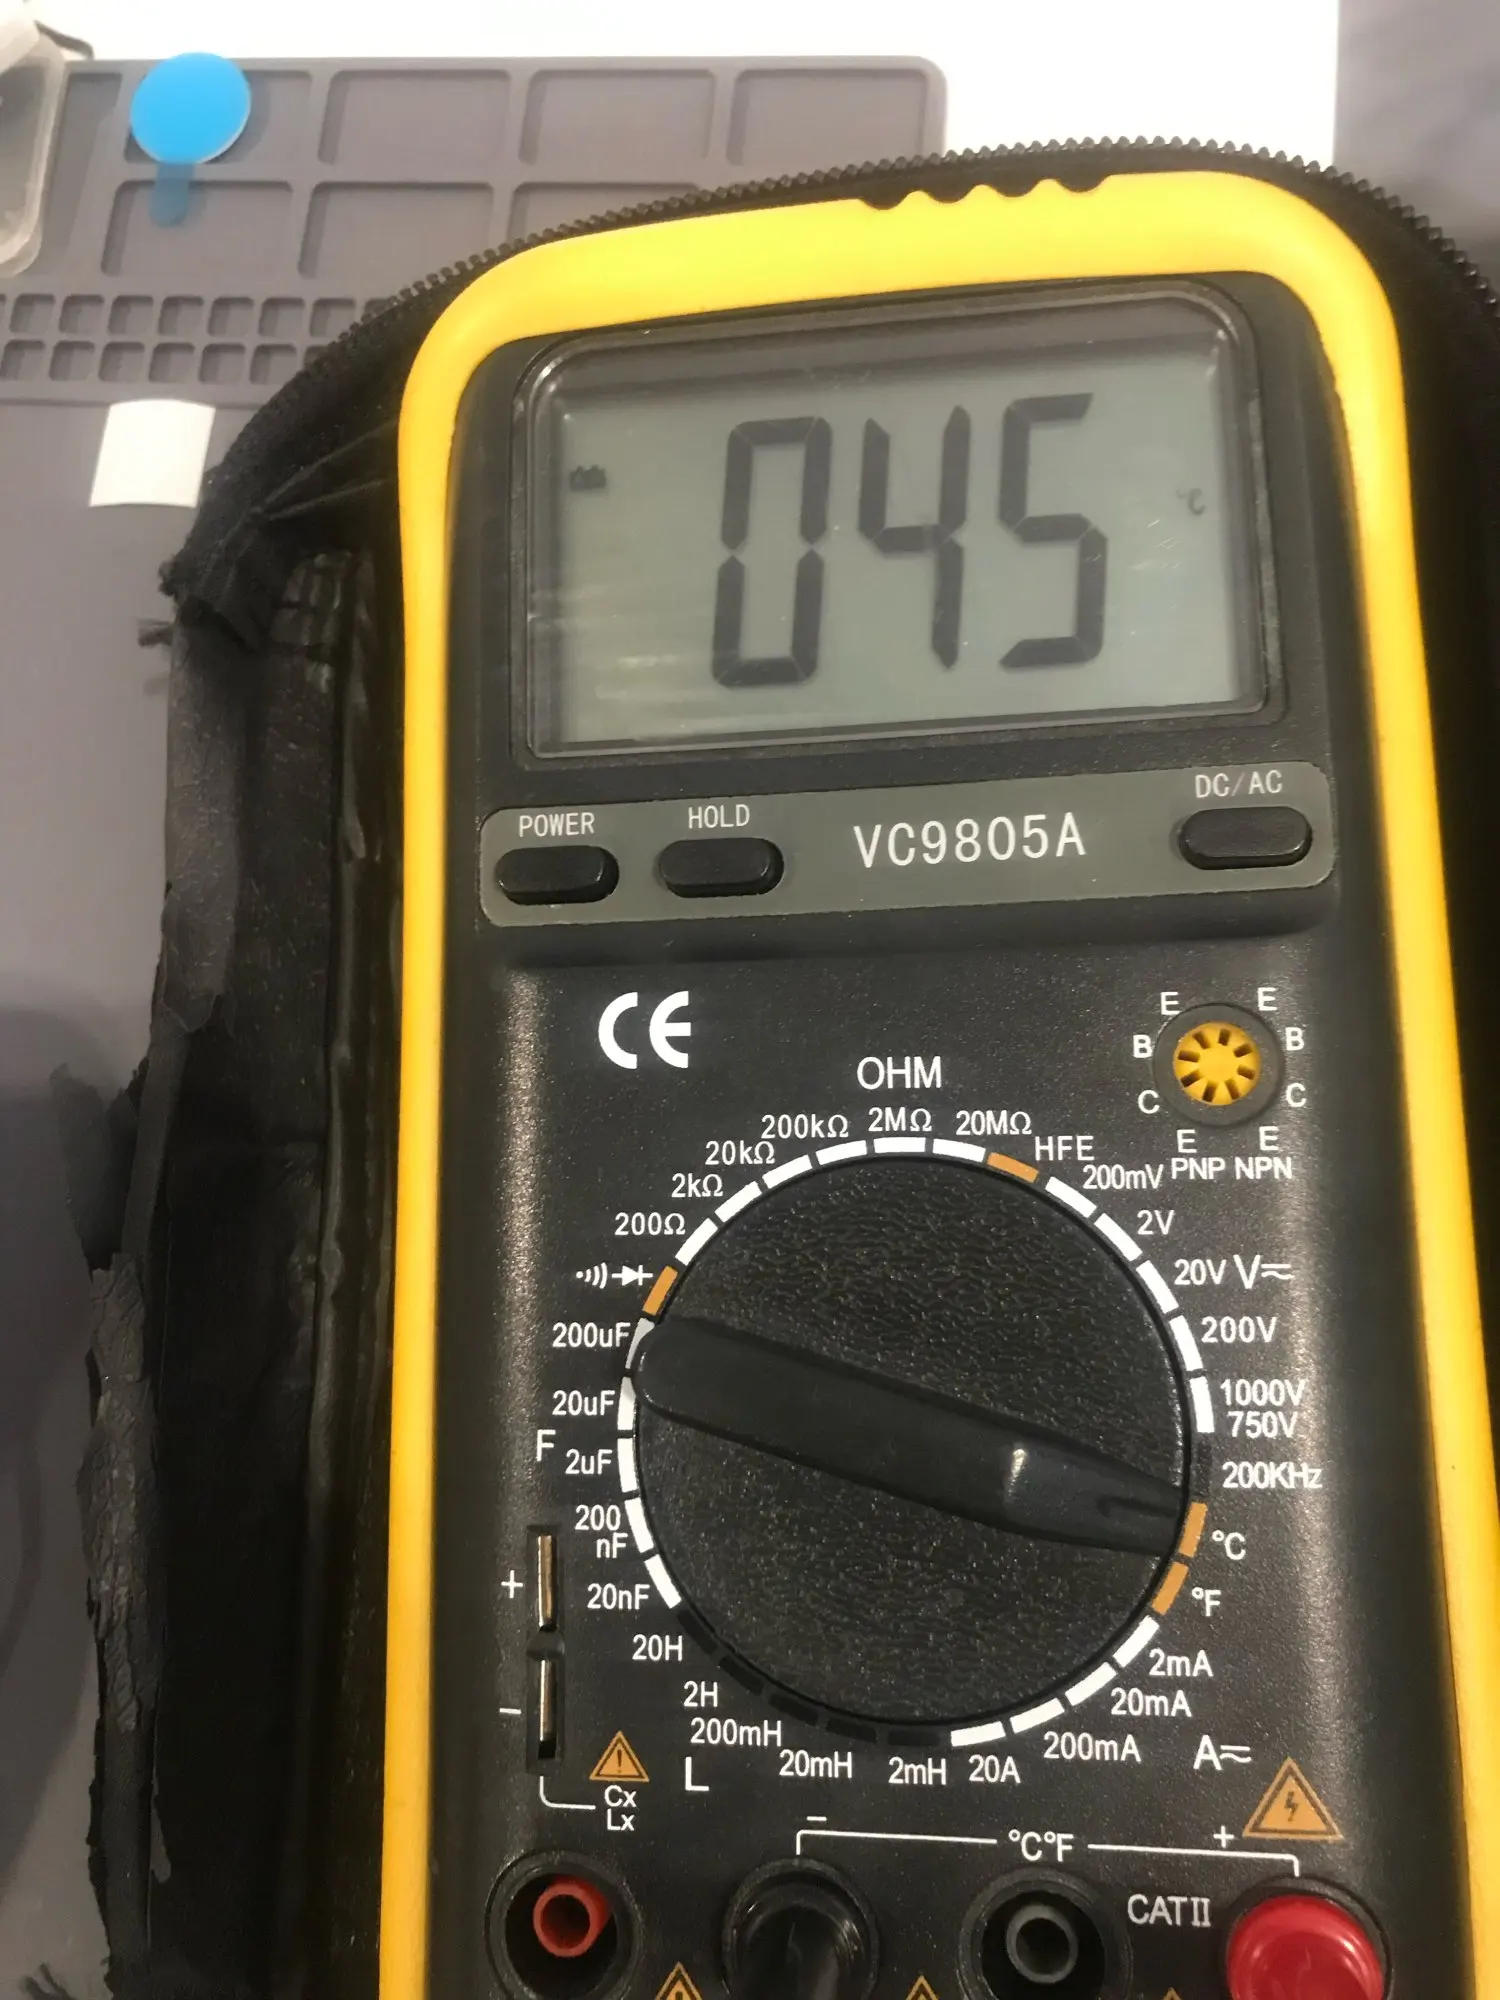 045 °C
POWER HOLD VC9805A DC/AC
CE
E E
B B
C C
E E
PNP NPN
OHM
200kΩ 2MΩ 20MΩ
20kΩ HFE
2kΩ 200mV
200Ω 2V
20V V≂
200uF 200V
20uF 1000V
750V
F 2uF 200KHz
200
nF °C
+ 20nF °F
20H 2mA
- 2H 20mA
200mH 200mA A≂
L 20mH 2mH 20A
Cx
Lx
- °C°F +
CATII